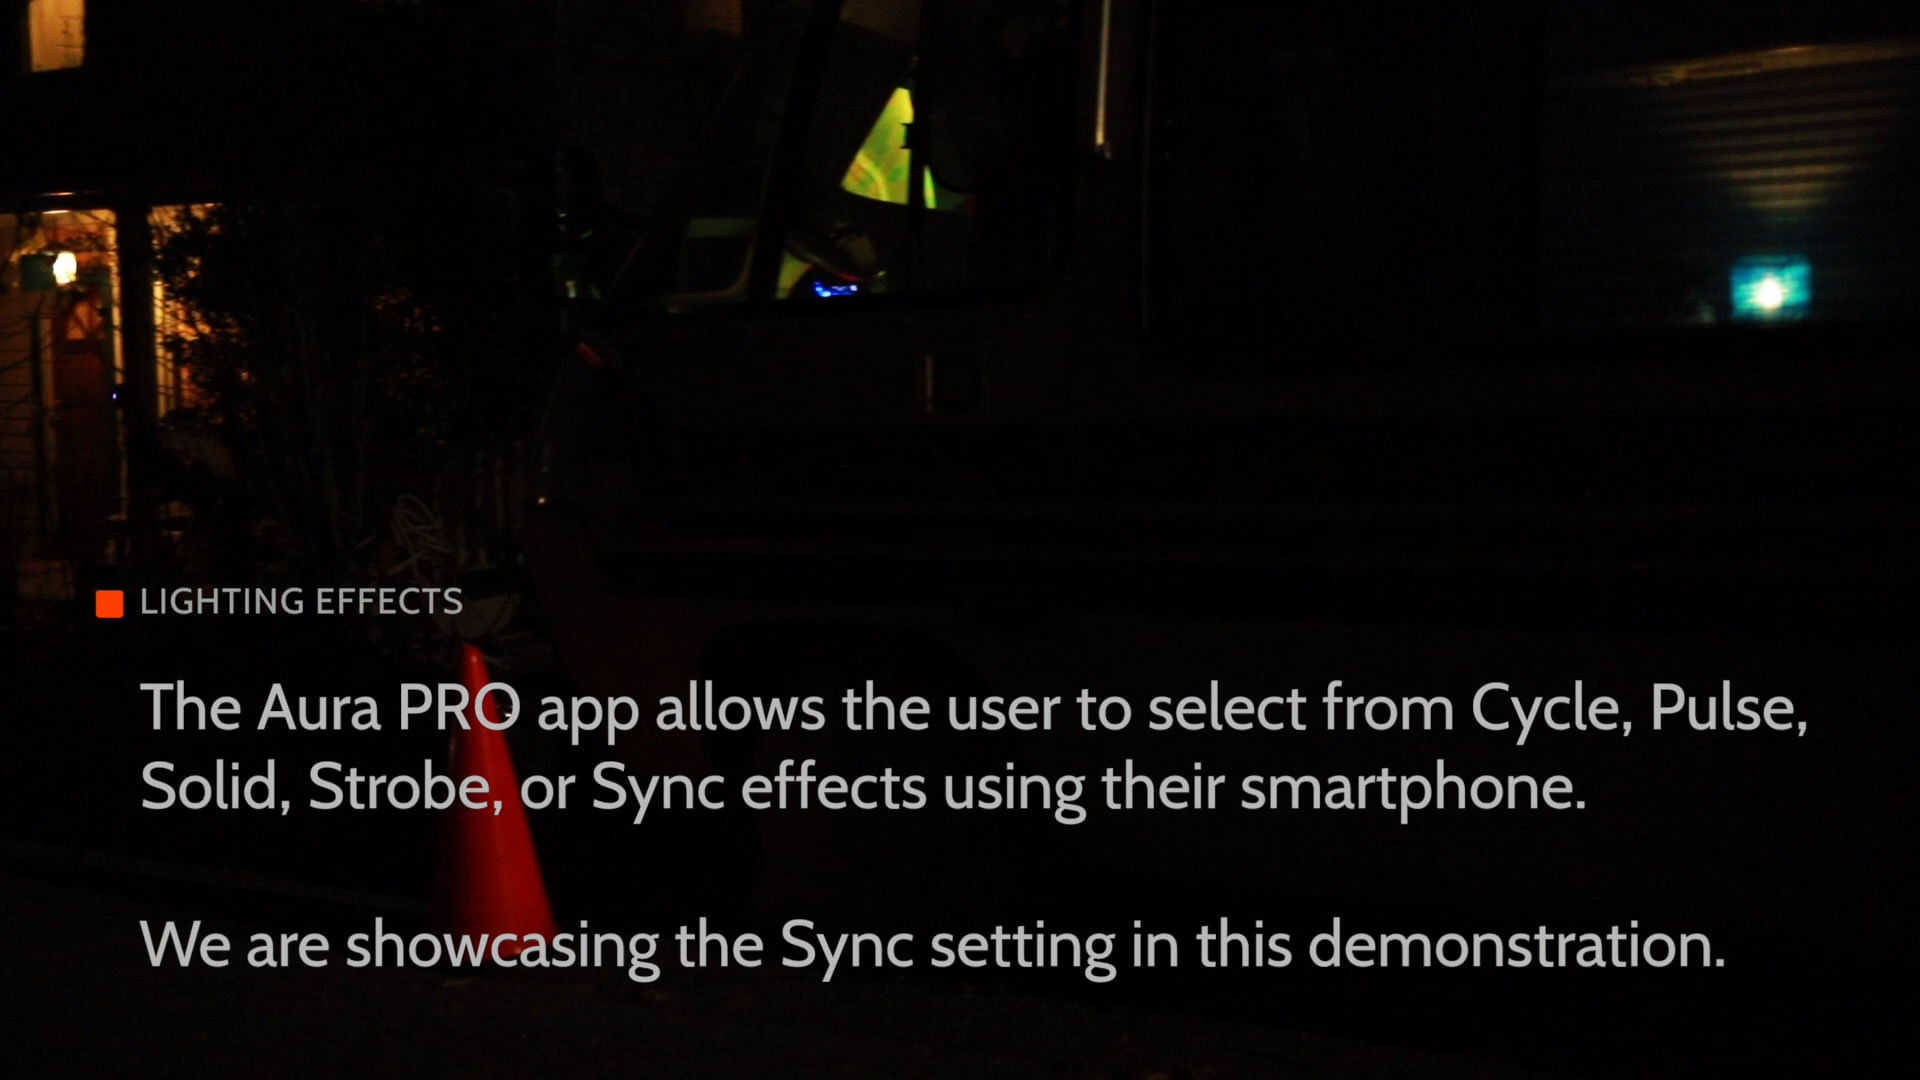 LIGHTING EFFECTS
The Aura PRO app allows the user to select from Cycle, Pulse,
Solid, Strobe, or Sync effects using their smartphone.
We are showcasing the Sync setting in this demonstration.